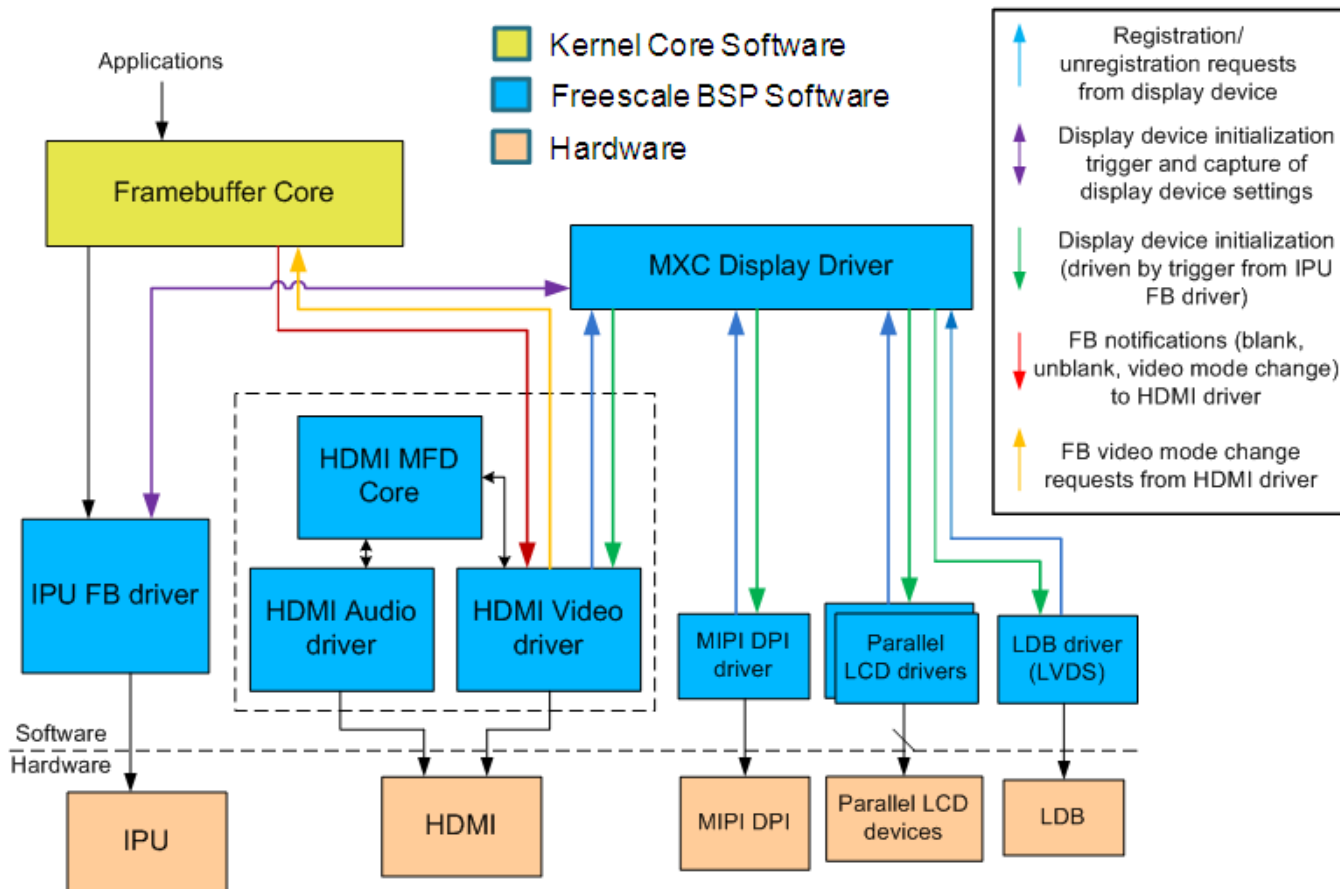 Kernel Core Software
Freescale BSP Software
Hardware
Applications
Framebuffer Core
MXC Display Driver
HDMI MFD
Core
IPU FB driver
HDMI Audio
driver
HDMI Video
driver
MIPI DPI
driver
Parallel
LCD drivers
LDB driver
(LVDS)
Software
Hardware
IPU
HDMI
MIPI DPI
Parallel LCD
devices
LDB
Registration/
unregistration requests
from display device
Display device initialization
trigger and capture of
display device settings
Display device initialization
(driven by trigger from IPU
FB driver)
FB notifications (blank,
unblank, video mode change)
to HDMI driver
FB video mode change
requests from HDMI driver